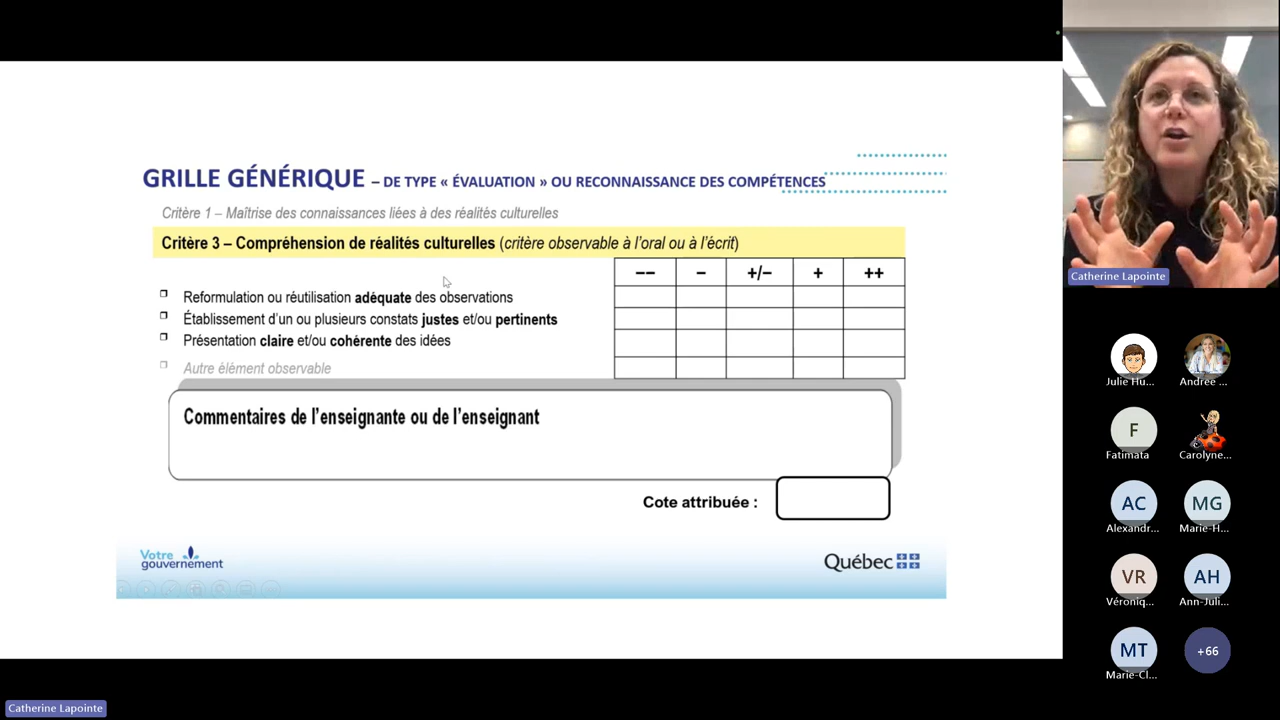 GRILLE GÉNÉRIQUE – DE TYPE « ÉVALUATION » OU RECONNAISSANCE DES COMPÉTENCES
Critère 1 – Maîtrise des connaissances liées à des réalités culturelles
Critère 3 – Compréhension de réalités culturelles (critère observable à l'oral ou à l'écrit)
–– – +/– + ++
Reformulation ou réutilisation adéquate des observations
Établissement d'un ou plusieurs constats justes et/ou pertinents
Présentation claire et/ou cohérente des idées
Autre élément observable
Commentaires de l'enseignante ou de l'enseignant
Cote attribuée :
Votre
gouvernement
Québec
Catherine Lapointe
Julie Hu...
Andrée ...
F
Fatimata
Carolyne...
AC
Alexandr...
MG
Marie-H...
VR
Véroniq...
AH
Ann-Juli...
MT
Marie-Cl...
+66
Catherine Lapointe